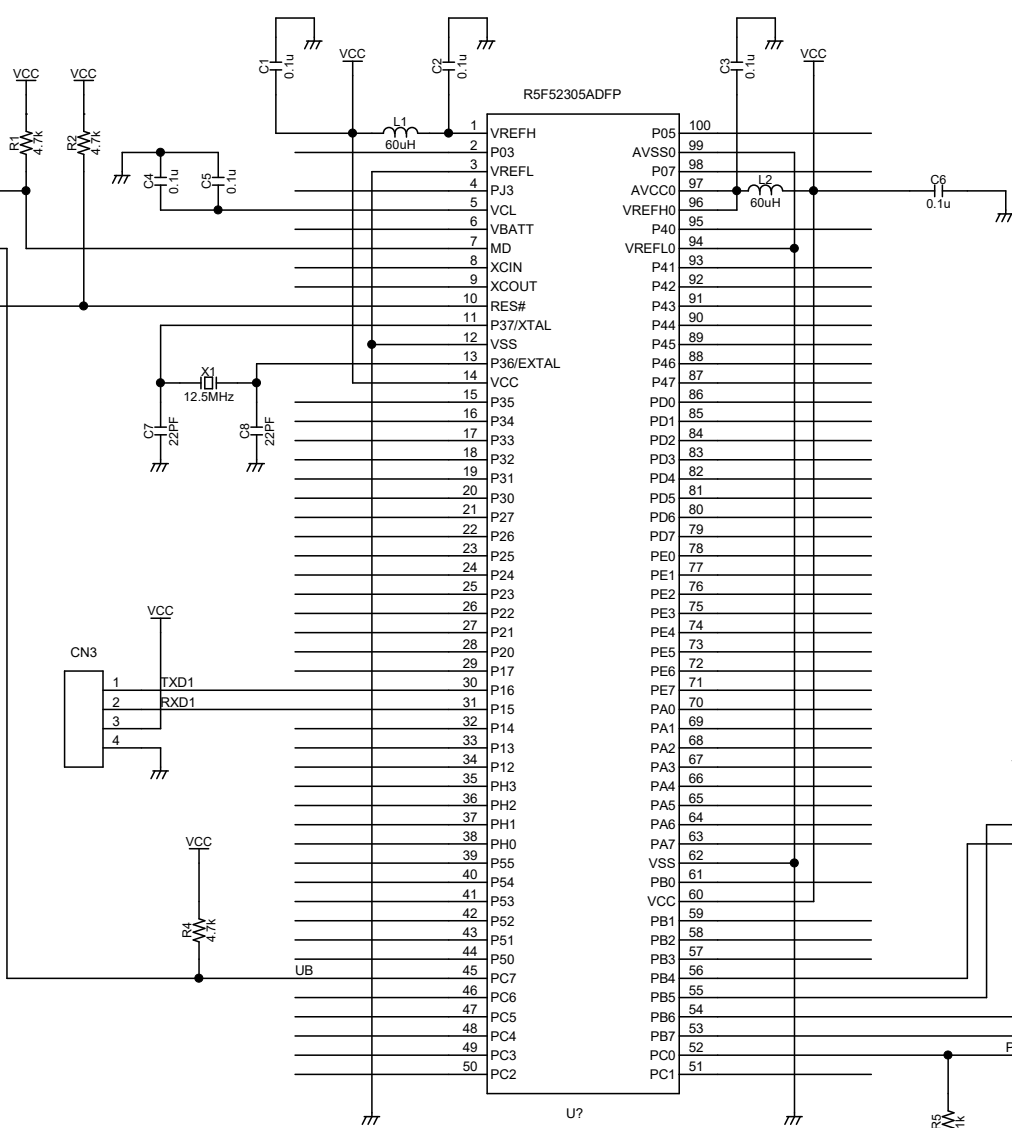 VCC
C1
0.1u
C2
0.1u
C3
0.1u
VCC
VCC
VCC
R1
4.7k
R2
4.7k
R5F52305ADFP
L1
60uH
C4
0.1u
C5
0.1u
L2
60uH
C6
0.1u
1 VREFH P05 100
2 P03 AVSS0 99
3 VREFL P07 98
4 PJ3 AVCC0 97
5 VCL VREFH0 96
6 VBATT P40 95
7 MD VREFL0 94
8 XCIN P41 93
9 XCOUT P42 92
10 RES# P43 91
11 P37/XTAL P44 90
12 VSS P45 89
13 P36/EXTAL P46 88
14 VCC P47 87
15 P35 PD0 86
16 P34 PD1 85
17 P33 PD2 84
18 P32 PD3 83
19 P31 PD4 82
20 P30 PD5 81
21 P27 PD6 80
22 P26 PD7 79
23 P25 PE0 78
24 P24 PE1 77
25 P23 PE2 76
26 P22 PE3 75
27 P21 PE4 74
28 P20 PE5 73
29 P17 PE6 72
30 P16 PE7 71
31 P15 PA0 70
32 P14 PA1 69
33 P13 PA2 68
34 P12 PA3 67
35 PH3 PA4 66
36 PH2 PA5 65
37 PH1 PA6 64
38 PH0 PA7 63
39 P55 VSS 62
40 P54 PB0 61
41 P53 VCC 60
42 P52 PB1 59
43 P51 PB2 58
44 P50 PB3 57
45 PC7 PB4 56
46 PC6 PB5 55
47 PC5 PB6 54
48 PC4 PB7 53
49 PC3 PC0 52
50 PC2 PC1 51
X1
12.5MHz
C7
22PF
C8
22PF
VCC
CN3
1 TXD1
2 RXD1
3
4
VCC
R4
4.7k
UB
P
R5
1k
U?